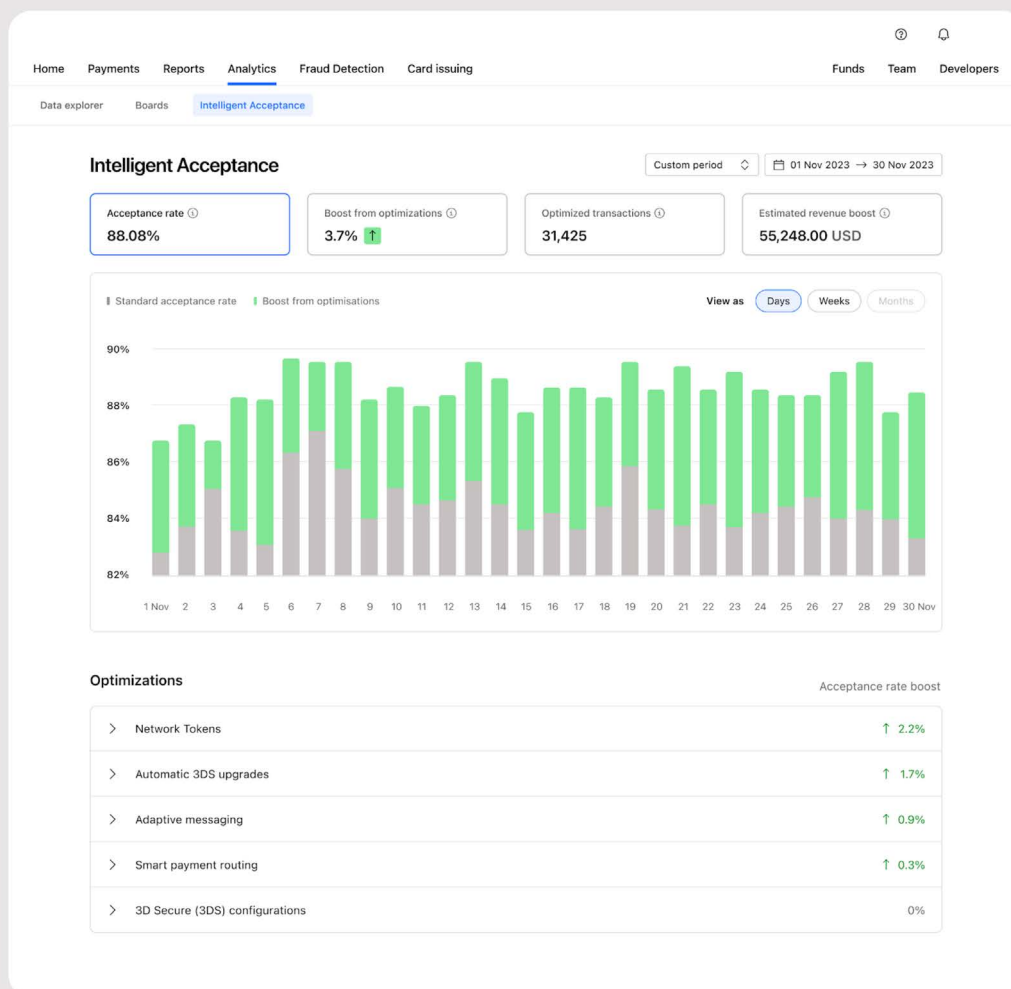 Home Payments Reports Analytics Fraud Detection Card issuing Funds Team Developers
Data explorer Boards Intelligent Acceptance
Intelligent Acceptance
Custom period 01 Nov 2023 → 30 Nov 2023
Acceptance rate Boost from optimizations Optimized transactions Estimated revenue boost
88.08% 3.7% ↑ 31,425 55,248.00 USD
Standard acceptance rate Boost from optimisations View as Days Weeks Months
90%
88%
86%
84%
82%
1 Nov 2 3 4 5 6 7 8 9 10 11 12 13 14 15 16 17 18 19 20 21 22 23 24 25 26 27 28 29 30 Nov
Optimizations Acceptance rate boost
Network Tokens ↑ 2.2%
Automatic 3DS upgrades ↑ 1.7%
Adaptive messaging ↑ 0.9%
Smart payment routing ↑ 0.3%
3D Secure (3DS) configurations 0%